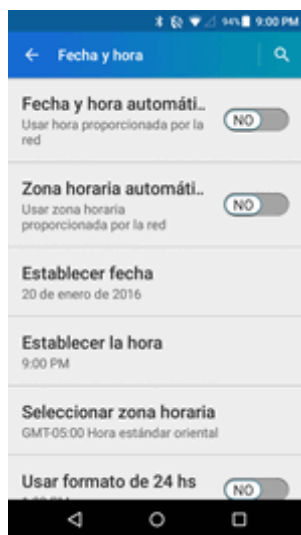 94% 9:00 PM
Fecha y hora
Fecha y hora automáti..
Usar hora proporcionada por la
red
NO
Zona horaria automáti..
Usar zona horaria
proporcionada por la red
NO
Establecer fecha
20 de enero de 2016
Establecer la hora
9:00 PM
Seleccionar zona horaria
GMT-05:00 Hora estándar oriental
Usar formato de 24 hs
NO